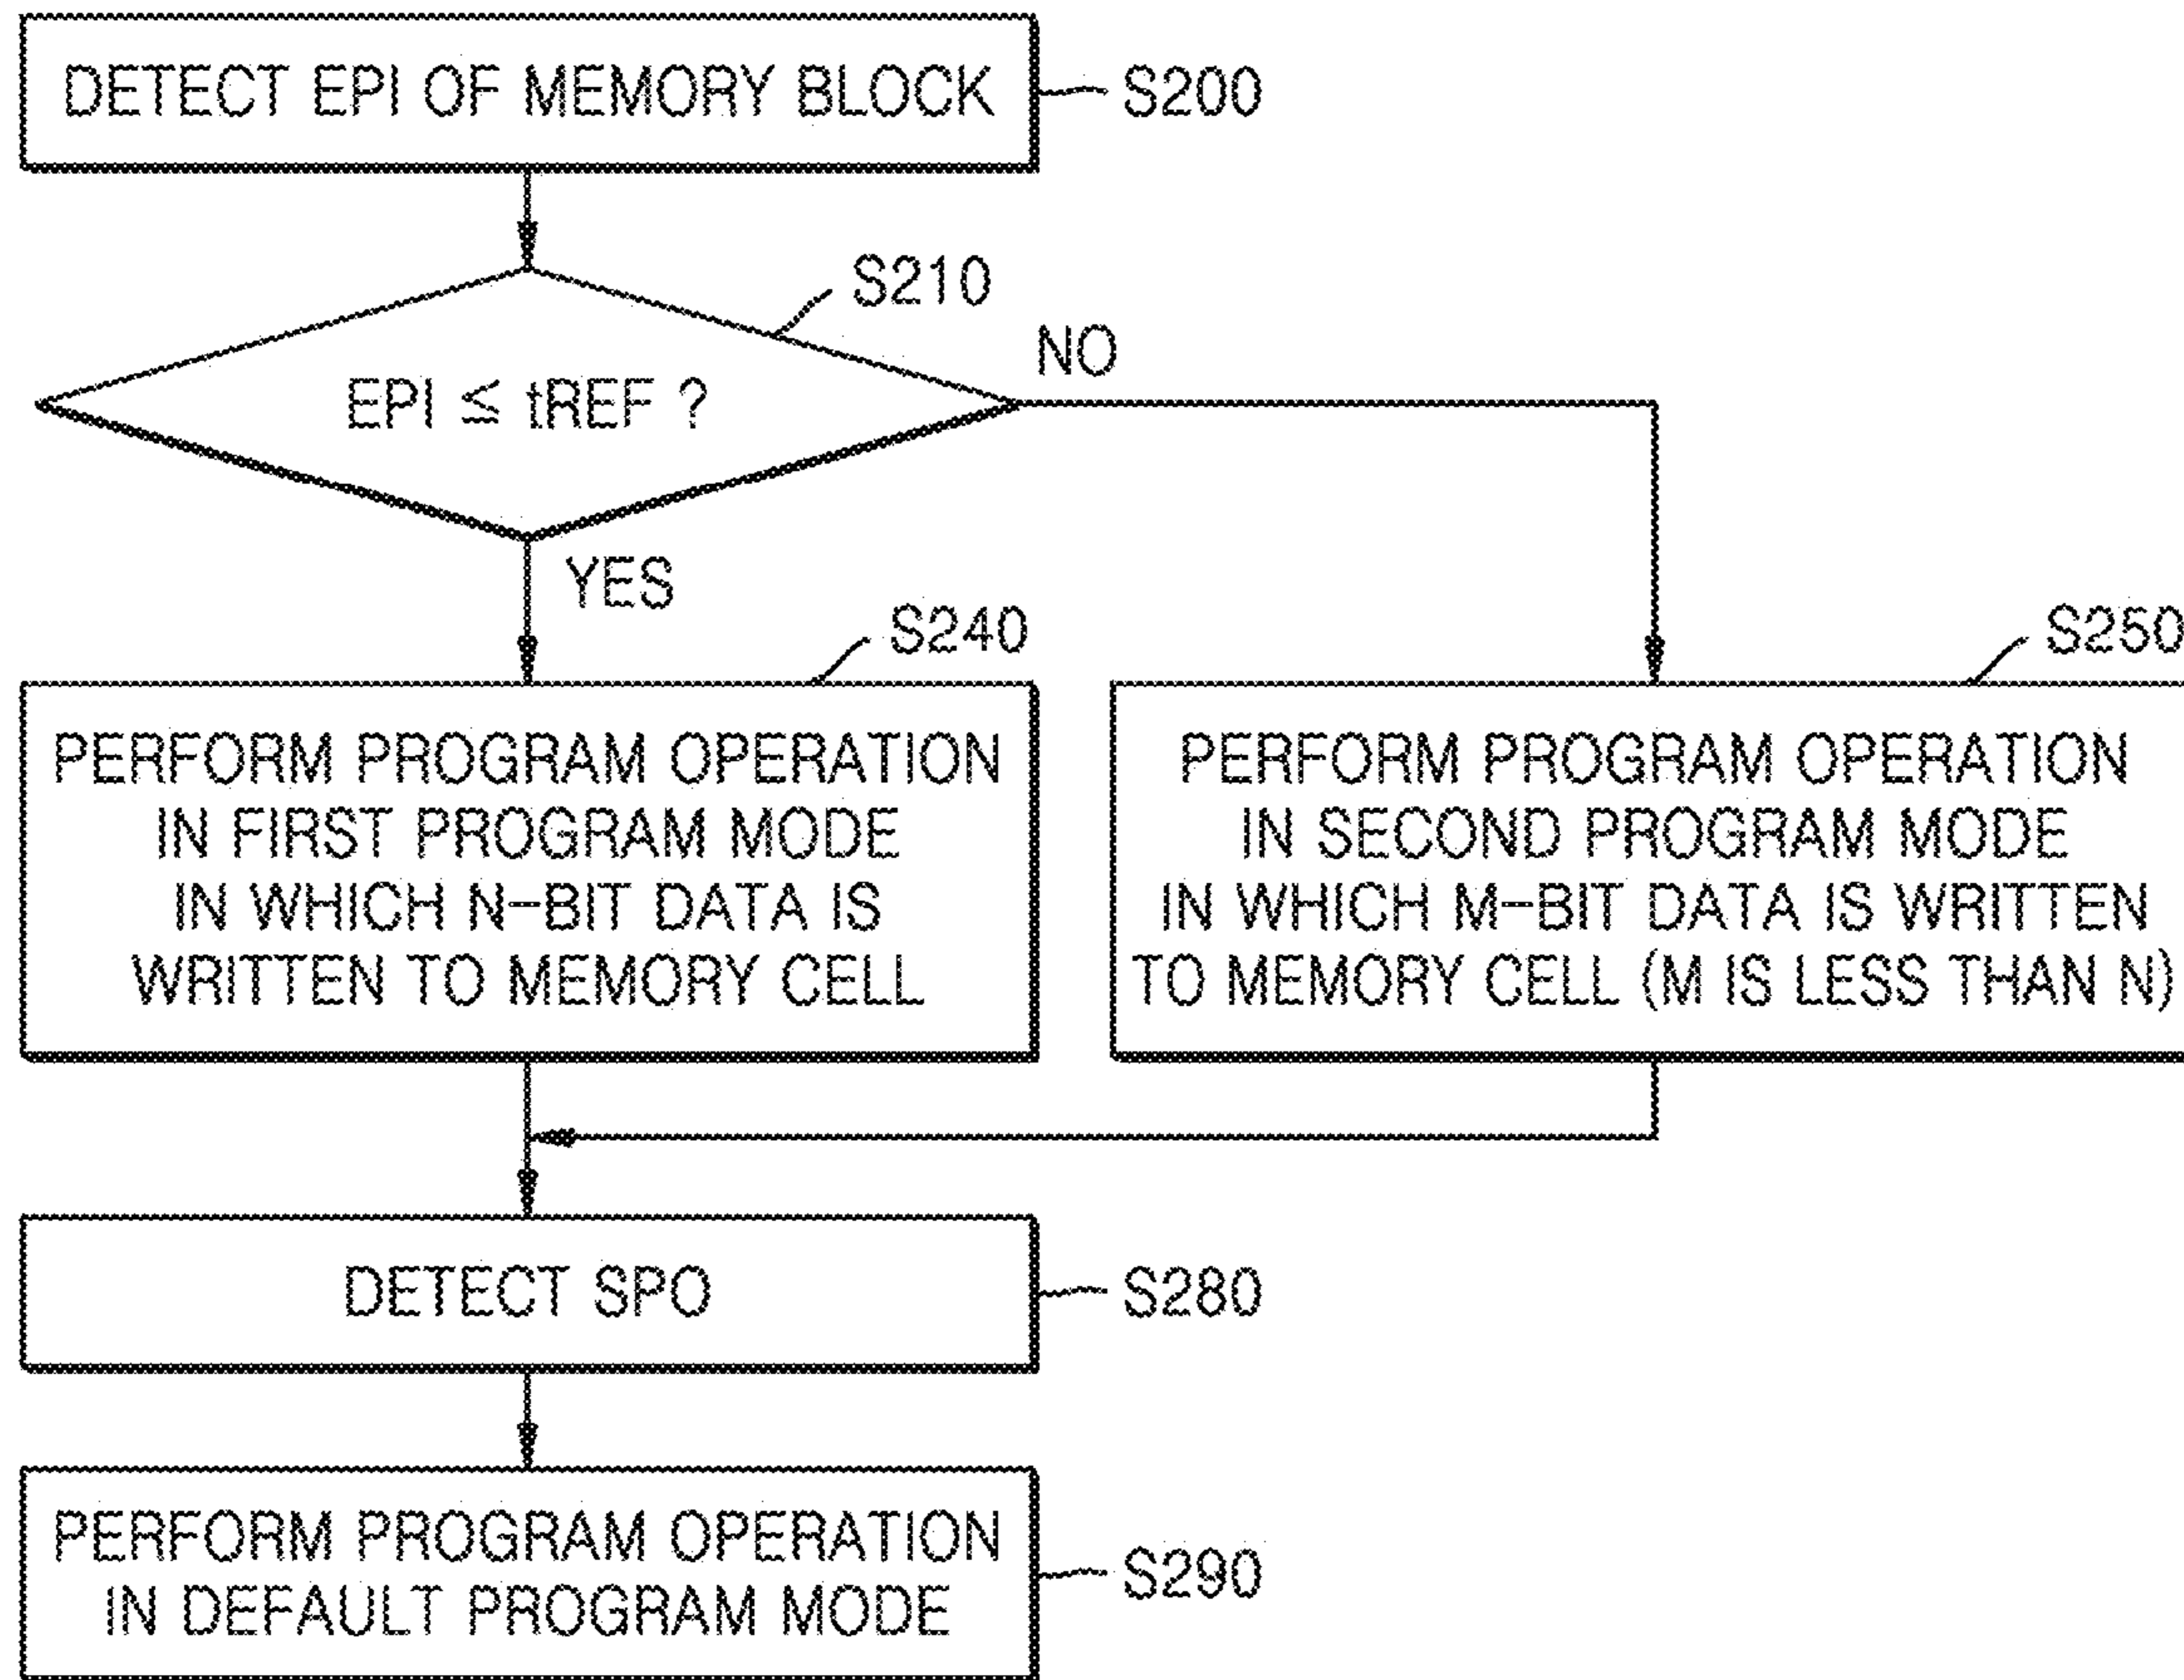 DETECT EPI OF MEMORY BLOCK
S200
S210
EPI ≤ tREF ?
NO
YES
S240
S250
PERFORM PROGRAM OPERATION
IN FIRST PROGRAM MODE
IN WHICH N-BIT DATA IS
WRITTEN TO MEMORY CELL
PERFORM PROGRAM OPERATION
IN SECOND PROGRAM MODE
IN WHICH M-BIT DATA IS WRITTEN
TO MEMORY CELL (M IS LESS THAN N)
DETECT SPO
S280
PERFORM PROGRAM OPERATION
IN DEFAULT PROGRAM MODE
S290